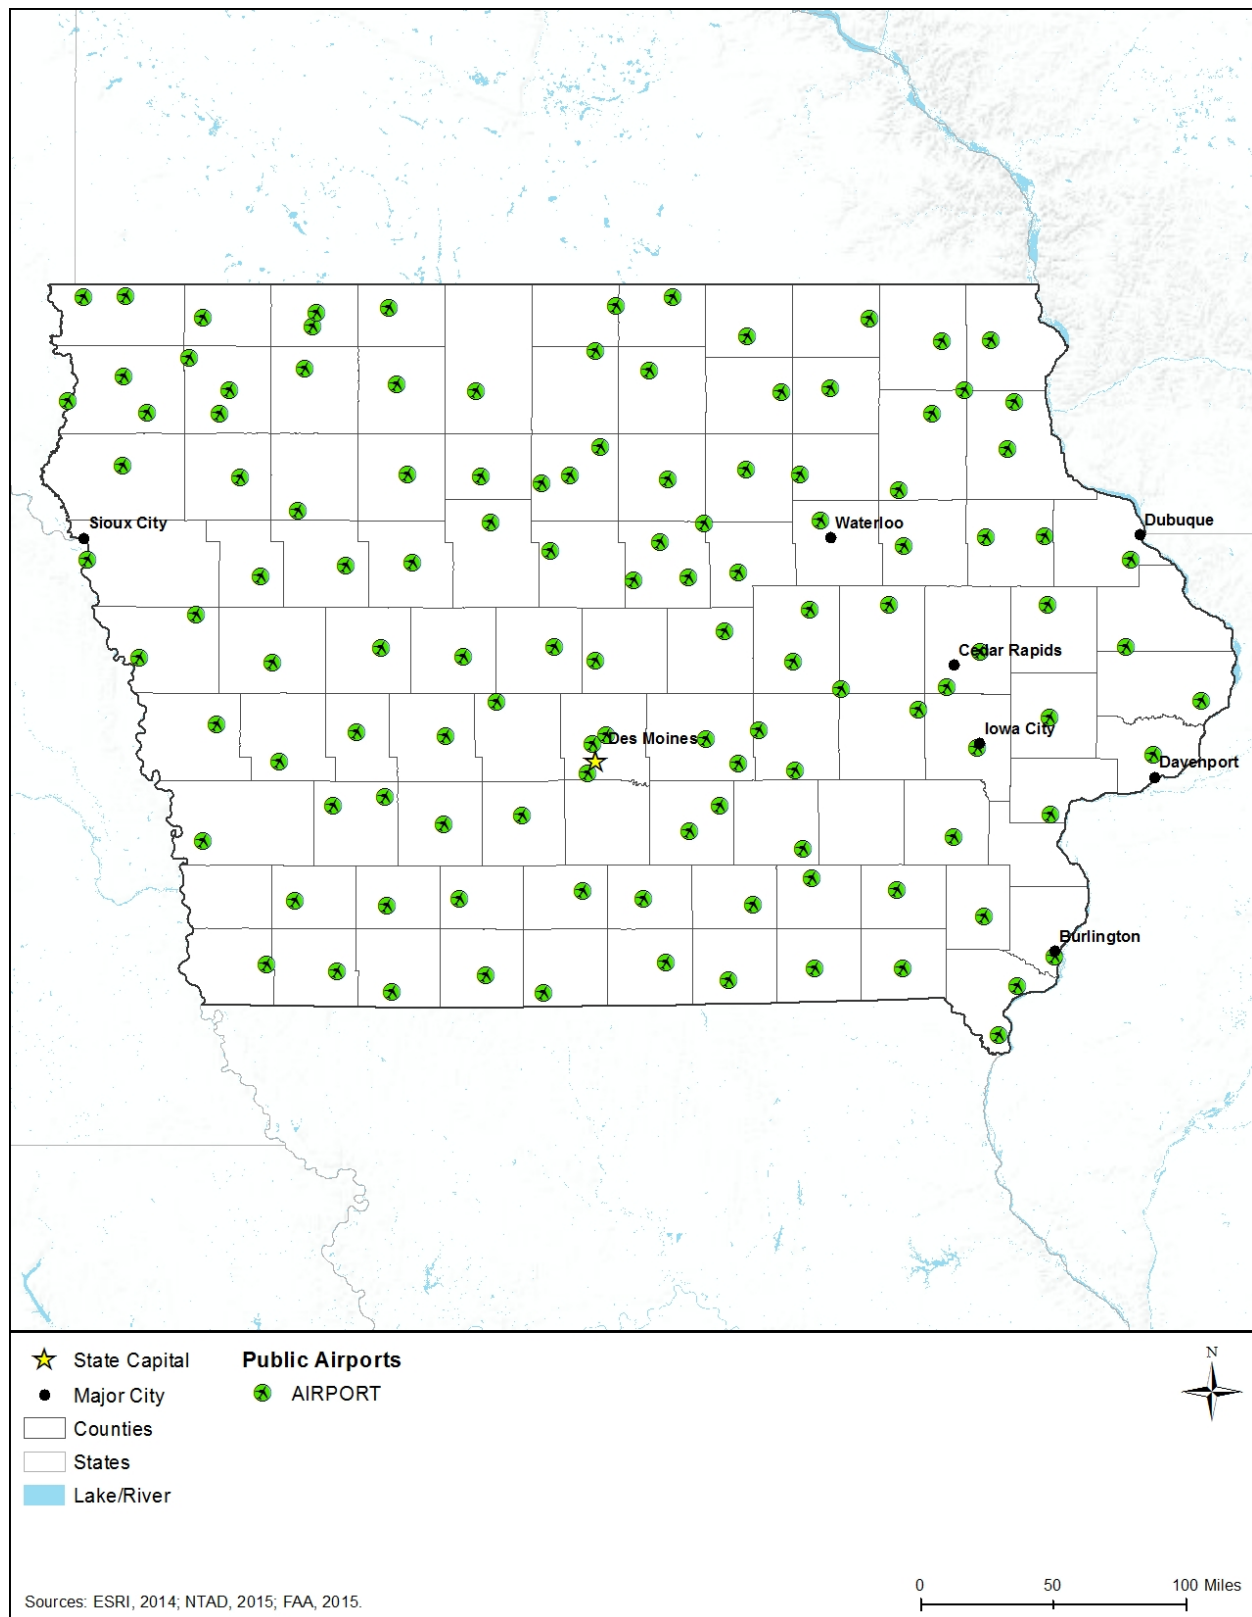 Sioux City
Waterloo
Dubuque
Cedar Rapids
Iowa City
Des Moines
Davenport
Burlington
State Capital
Public Airports
N
Major City
AIRPORT
Counties
States
Lake/River
0 50 100 Miles
Sources: ESRI, 2014; NTAD, 2015; FAA, 2015.